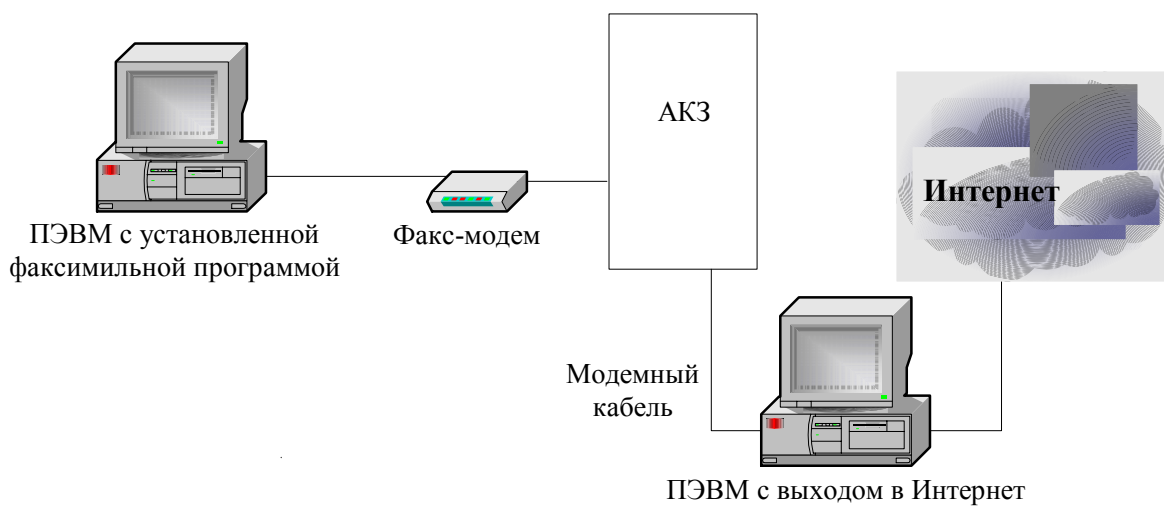 АКЗ
Интернет
ПЭВМ с установленной
факсимильной программой
Факс-модем
Модемный
кабель
ПЭВМ с выходом в Интернет